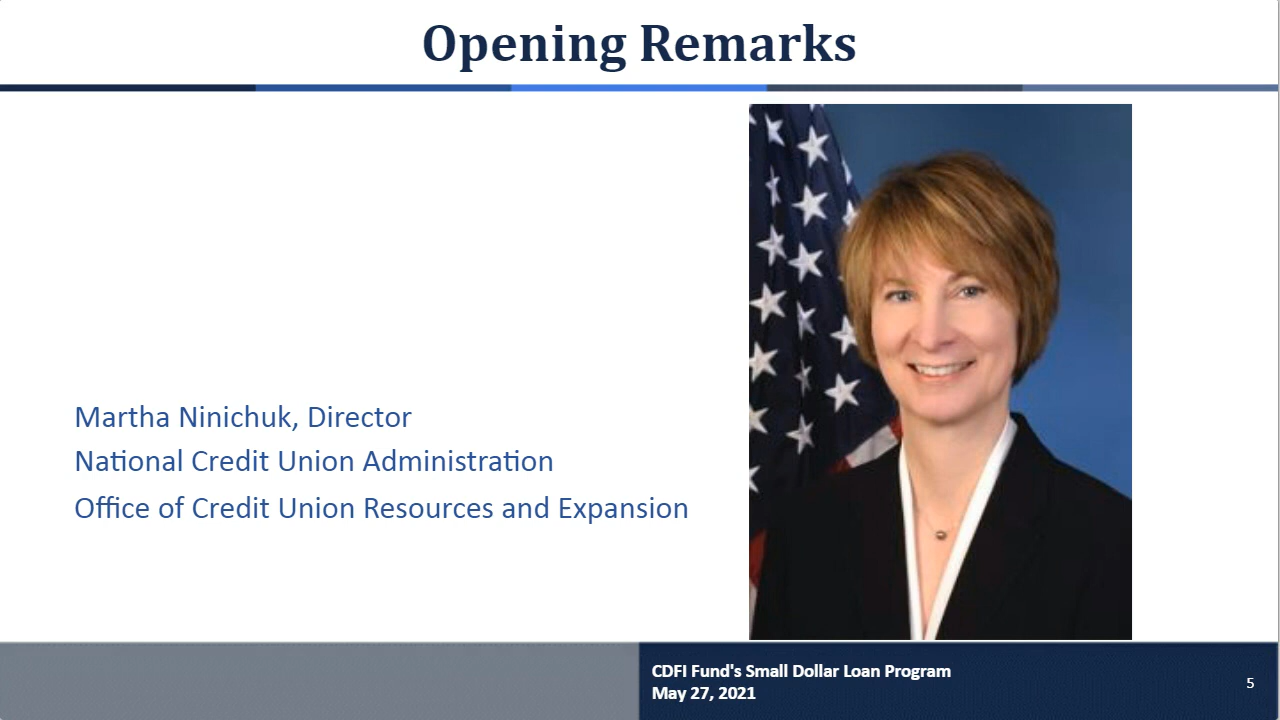 Opening Remarks
Martha Ninichuk, Director
National Credit Union Administration
Office of Credit Union Resources and Expansion
CDFI Fund's Small Dollar Loan Program
May 27, 2021
5